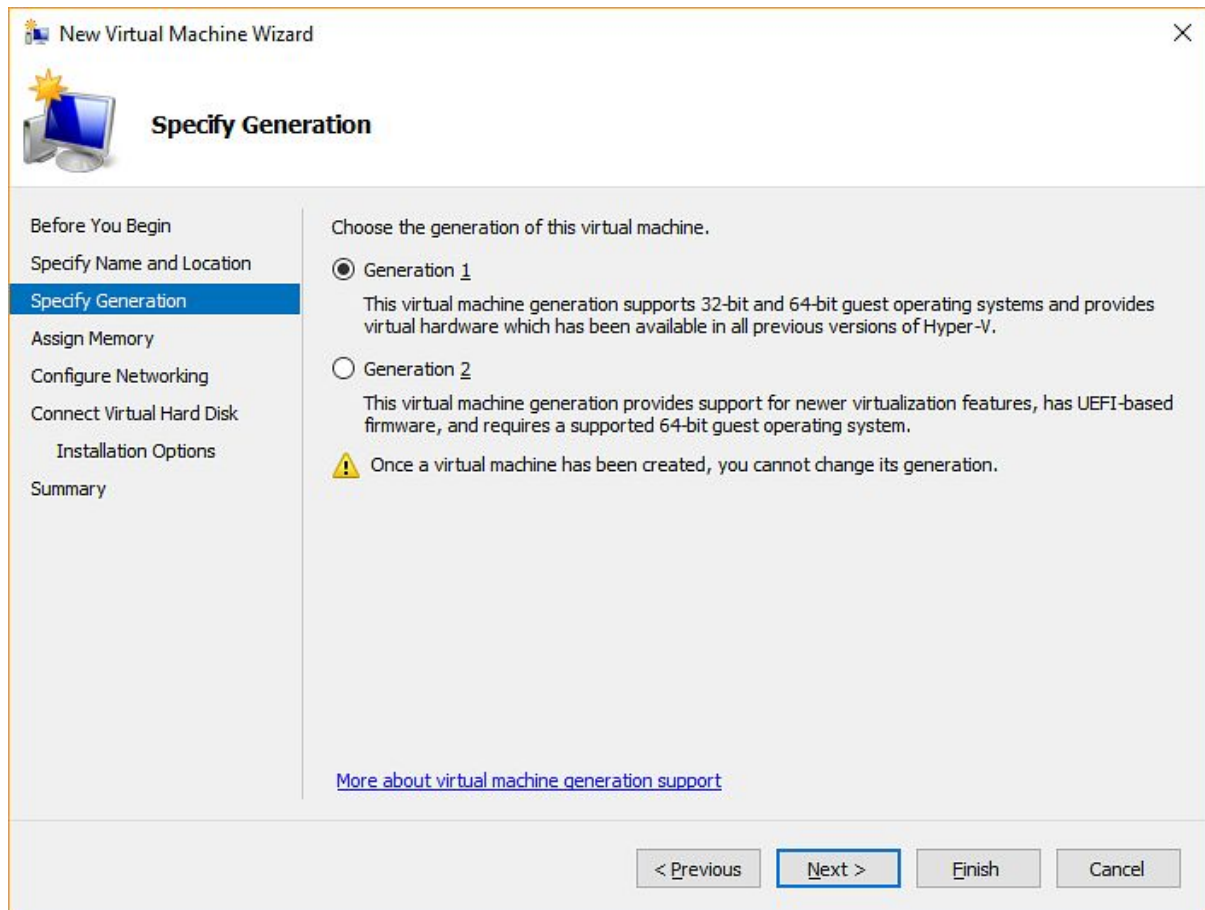 New Virtual Machine Wizard
Specify Generation
Before You Begin
Specify Name and Location
Specify Generation
Assign Memory
Configure Networking
Connect Virtual Hard Disk
Installation Options
Summary
Choose the generation of this virtual machine.
Generation 1
This virtual machine generation supports 32-bit and 64-bit guest operating systems and provides
virtual hardware which has been available in all previous versions of Hyper-V.
Generation 2
This virtual machine generation provides support for newer virtualization features, has UEFI-based
firmware, and requires a supported 64-bit guest operating system.
Once a virtual machine has been created, you cannot change its generation.
More about virtual machine generation support
< Previous
Next >
Finish
Cancel